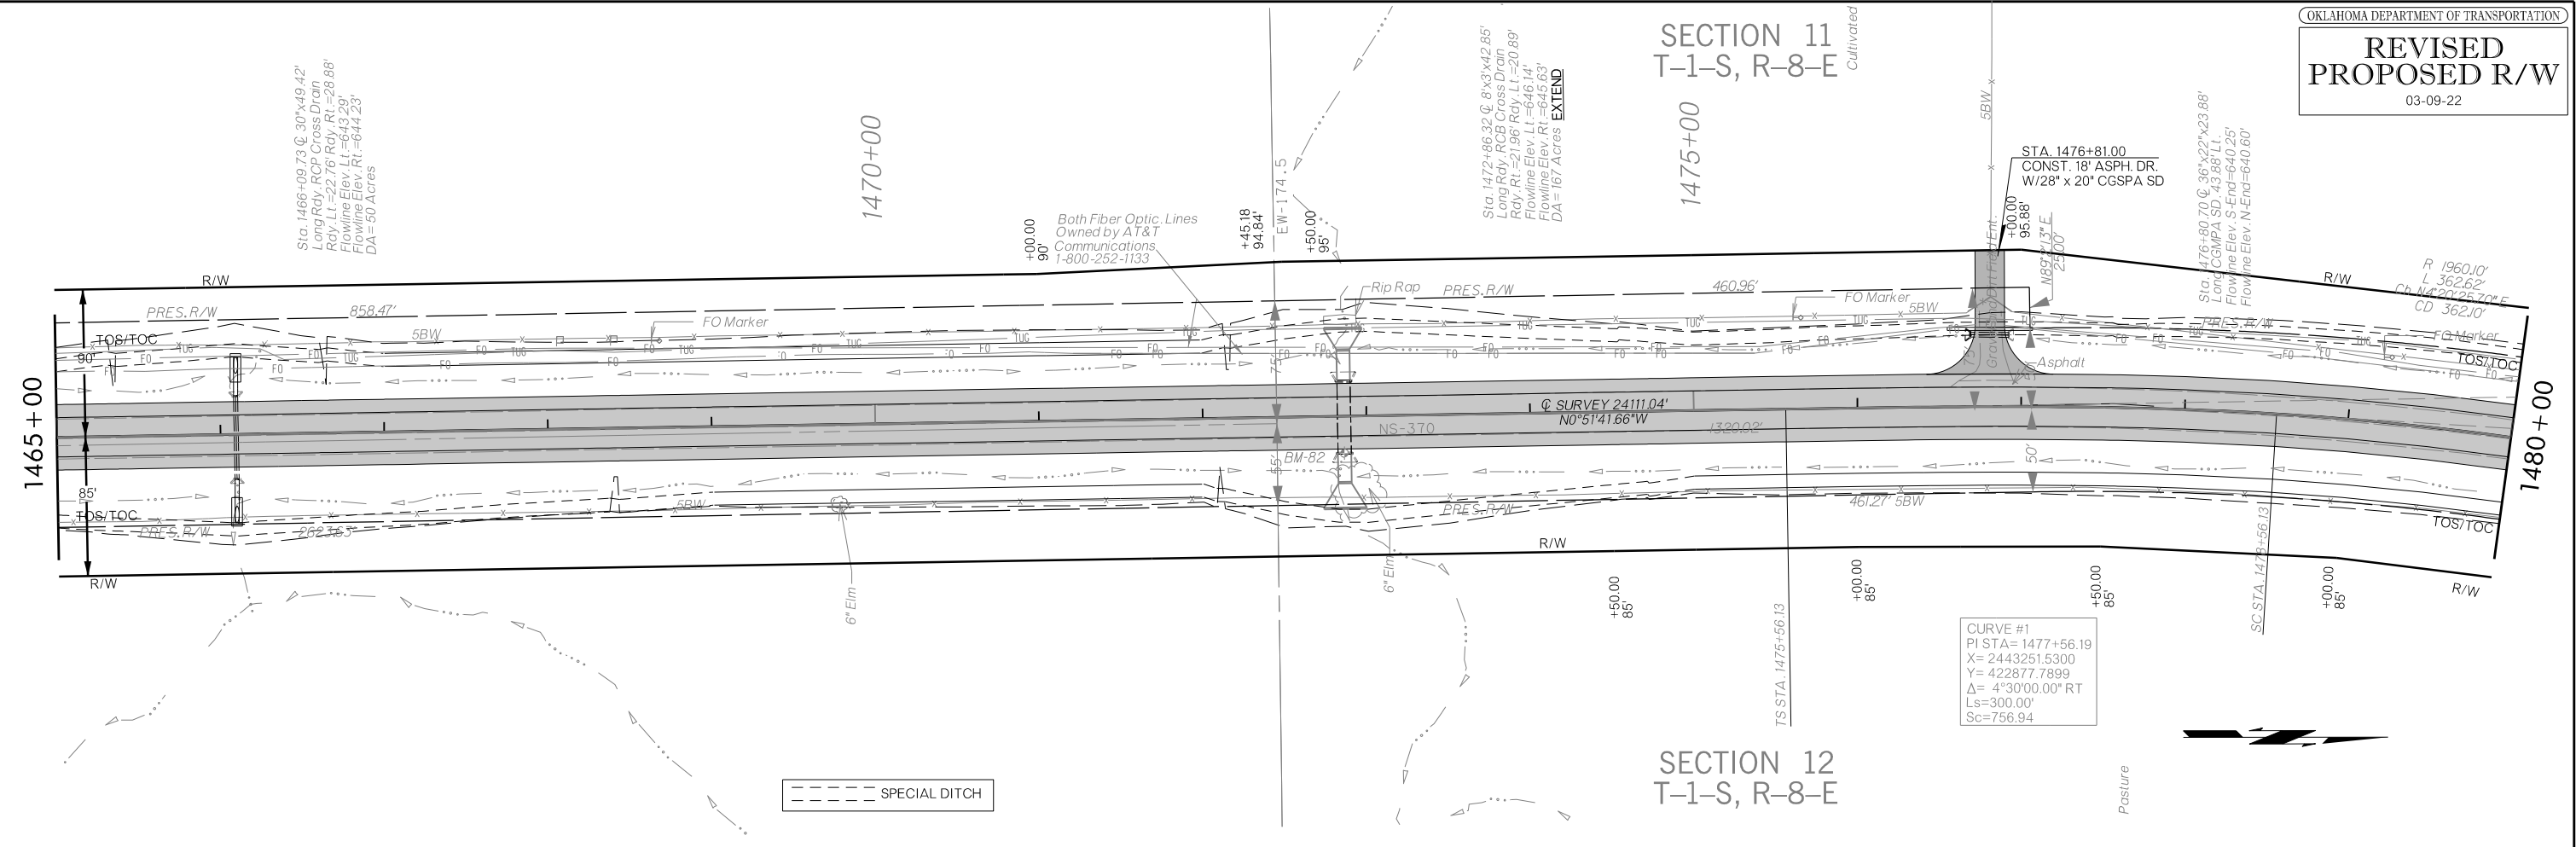 OKLAHOMA DEPARTMENT OF TRANSPORTATION
REVISED
PROPOSED R/W
03-09-22
SECTION 11
T–1–S, R–8–E
Cultivated
Sta. 1466+09.73 ℄ 30"x49.42'
Long Rdy. RCP Cross Drain
Rdy. Lt.=22.76' Rdy. Rt.=28.88'
Flowline Elev. Lt.=643.29'
Flowline Elev. Rt.=644.23'
DA= 50 Acres
1470+00
+00.00
90'
Both Fiber Optic. Lines
Owned by AT&T
Communications
1-800-252-1133
+45.18
94.84'
EW-174.5
+50.00
95'
Sta. 1472+86.32 ℄ 8'x3'x42.85'
Long Rdy. RCB Cross Drain
Rdy. Rt.=21.96' Rdy. Lt.=20.89'
Flowline Elev. Lt.=646.14'
Flowline Elev. Rt.=645.63'
DA= 167 Acres EXTEND
1475+00
5BW
STA. 1476+81.00
CONST. 18' ASPH. DR.
W/28" x 20" CGSPA SD
+00.00
95.88'
25.00'
Sta. 1476+80.70 ℄ 36"x22"x23.88'
Long CGMPA SD. 43.88' Lt.
Flowline Elev. S-End=640.25'
Flowline Elev. N-End=640.60'
R 1960.10'
L 362.62'
Ch N4°20'25.70" E
CD 362.10'
R/W
R/W
PRES. R/W
858.47'
FO Marker
5BW
TOS/TOC
90'
Rip Rap
PRES. R/W
460.96'
FO Marker
5BW
PRES. R/W
FO Marker
TOS/TOC
TUG
FO
75'
75'
Asphalt
1465+00
℄ SURVEY 24111.04'
N0°51'41.66"W
NS-370
1320.02'
1480+00
BM-82
55'
50'
85'
TOS/TOC
PRES. R/W
2623.63'
5BW
PRES. R/W
461.27' 5BW
TOS/TOC
R/W
R/W
R/W
6" Elm
6" Elm
+50.00
85'
TS STA. 1475+56.13
+00.00
85'
+50.00
85'
SC STA. 1478+56.13
+00.00
85'
CURVE #1
PI STA= 1477+56.19
X= 2443251.5300
Y= 422877.7899
Δ= 4°30'00.00" RT
Ls=300.00'
Sc=756.94
SECTION 12
T–1–S, R–8–E
Pasture
SPECIAL DITCH